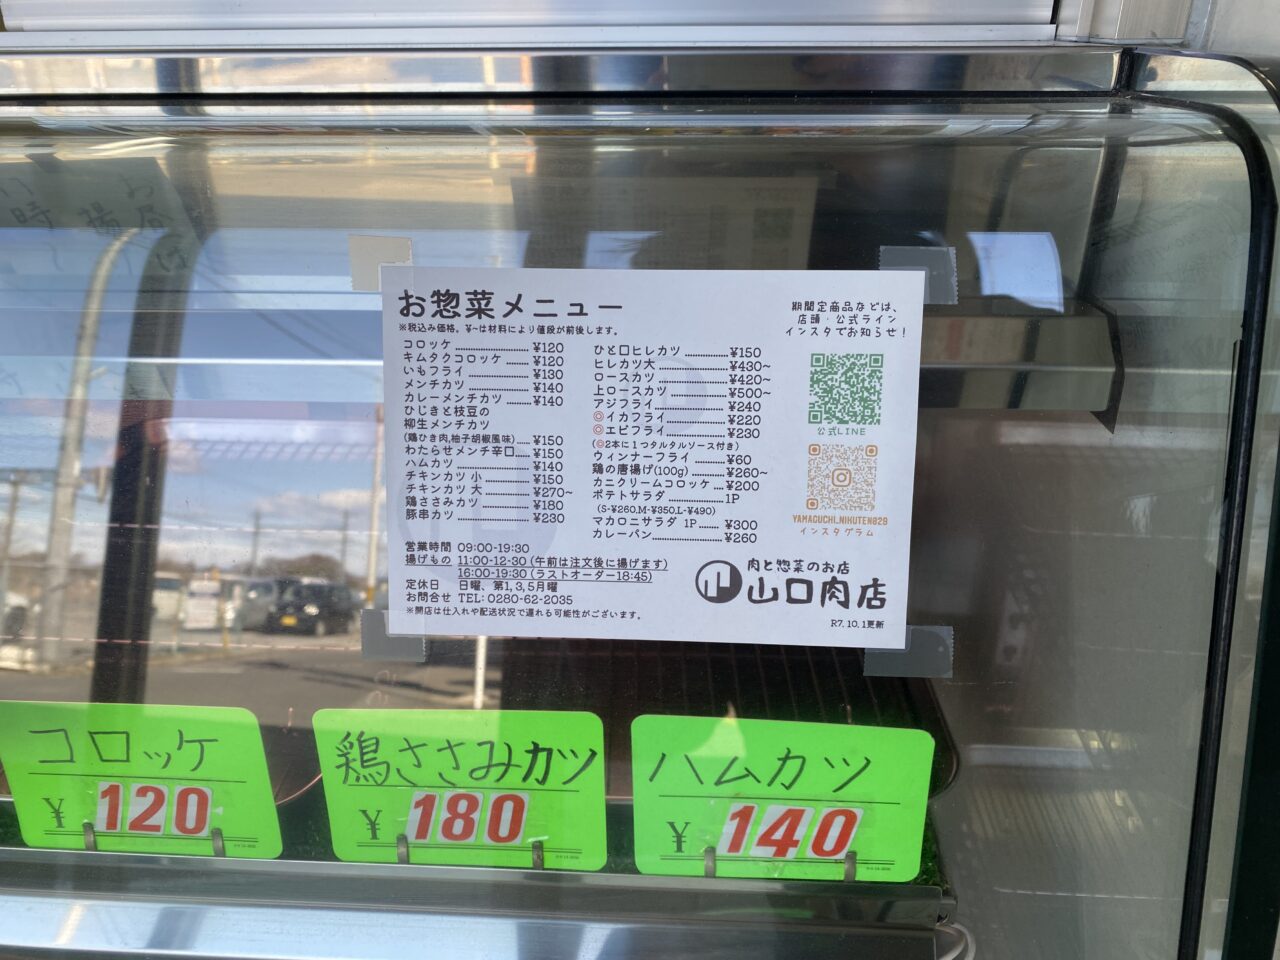 お惣菜メニュー
※税込み価格。¥~は材料により値段が前後します。
コロッケ ¥120
キムタクコロッケ ¥120
いもフライ ¥130
メンチカツ ¥140
カレーメンチカツ ¥140
ひじきと枝豆の
柳生メンチカツ
(鶏ひき肉,柚子胡椒風味) ¥150
わたらせメンチ辛口 ¥150
ハムカツ ¥140
チキンカツ 小 ¥150
チキンカツ 大 ¥270~
鶏ささみカツ ¥180
豚串カツ ¥230
ひと口ヒレカツ ¥150
ヒレカツ大 ¥430~
ロースカツ ¥420~
上ロースカツ ¥500~
アジフライ ¥240
◎イカフライ ¥220
◎エビフライ ¥230
(◎2本に1つタルタルソース付き)
ウィンナーフライ ¥60
鶏の唐揚げ(100g) ¥260~
カニクリームコロッケ ¥200
ポテトサラダ 1P
(S-¥260,M-¥350,L-¥490)
マカロニサラダ 1P ¥300
カレーパン ¥260
期間定商品などは、
店頭・公式ライン
インスタでお知らせ!
公式LINE
YAMAGUCHI.NIKUTEN029
インスタグラム
営業時間 09:00-19:30
揚げもの 11:00-12:30 (午前は注文後に揚げます)
16:00-19:30 (ラストオーダー18:45)
定休日 日曜、第1,3,5月曜
お問合せ TEL: 0280-62-2035
※開店は仕入れや配送状況で遅れる可能性がございます。
肉と惣菜のお店
山口肉店
R7.10.1更新
コロッケ
¥120
鶏ささみカツ
¥180
ハムカツ
¥140